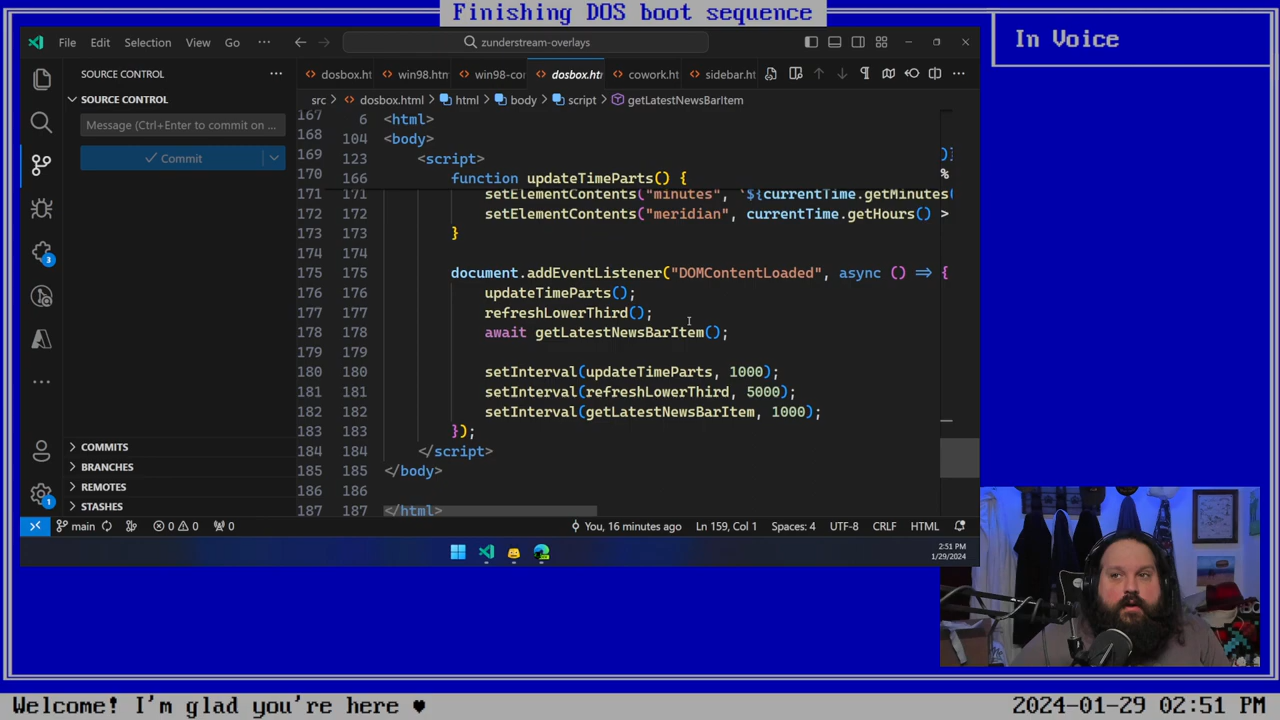 Finishing DOS boot sequence
In Voice
File Edit Selection View Go ··· zunderstream-overlays
SOURCE CONTROL ···
dosbox.ht win98.htm win98-co dosbox.ht cowork.ht sidebar.ht ···
SOURCE CONTROL
src > dosbox.html > html > body > script > getLatestNewsBarItem
Message (Ctrl+Enter to commit on ...
Commit
167 6 <html>
168 104 <body>
169 123 <script>
170 166 function updateTimeParts() {
171 171 setElementContents("minutes", `${currentTime.getMinutes(
172 172 setElementContents("meridian", currentTime.getHours() >
173 173 }
174 174
175 175 document.addEventListener("DOMContentLoaded", async () => {
176 176 updateTimeParts();
177 177 refreshLowerThird();
178 178 await getLatestNewsBarItem();
179 179
180 180 setInterval(updateTimeParts, 1000);
181 181 setInterval(refreshLowerThird, 5000);
182 182 setInterval(getLatestNewsBarItem, 1000);
183 183 });
184 184 </script>
185 185 </body>
186 186
187 187 </html>
3
1
COMMITS
BRANCHES
REMOTES
STASHES
main 0 0 0 You, 16 minutes ago Ln 159, Col 1 Spaces: 4 UTF-8 CRLF HTML
2:51 PM
1/29/2024
Welcome! I'm glad you're here ♥
2024-01-29 02:51 PM